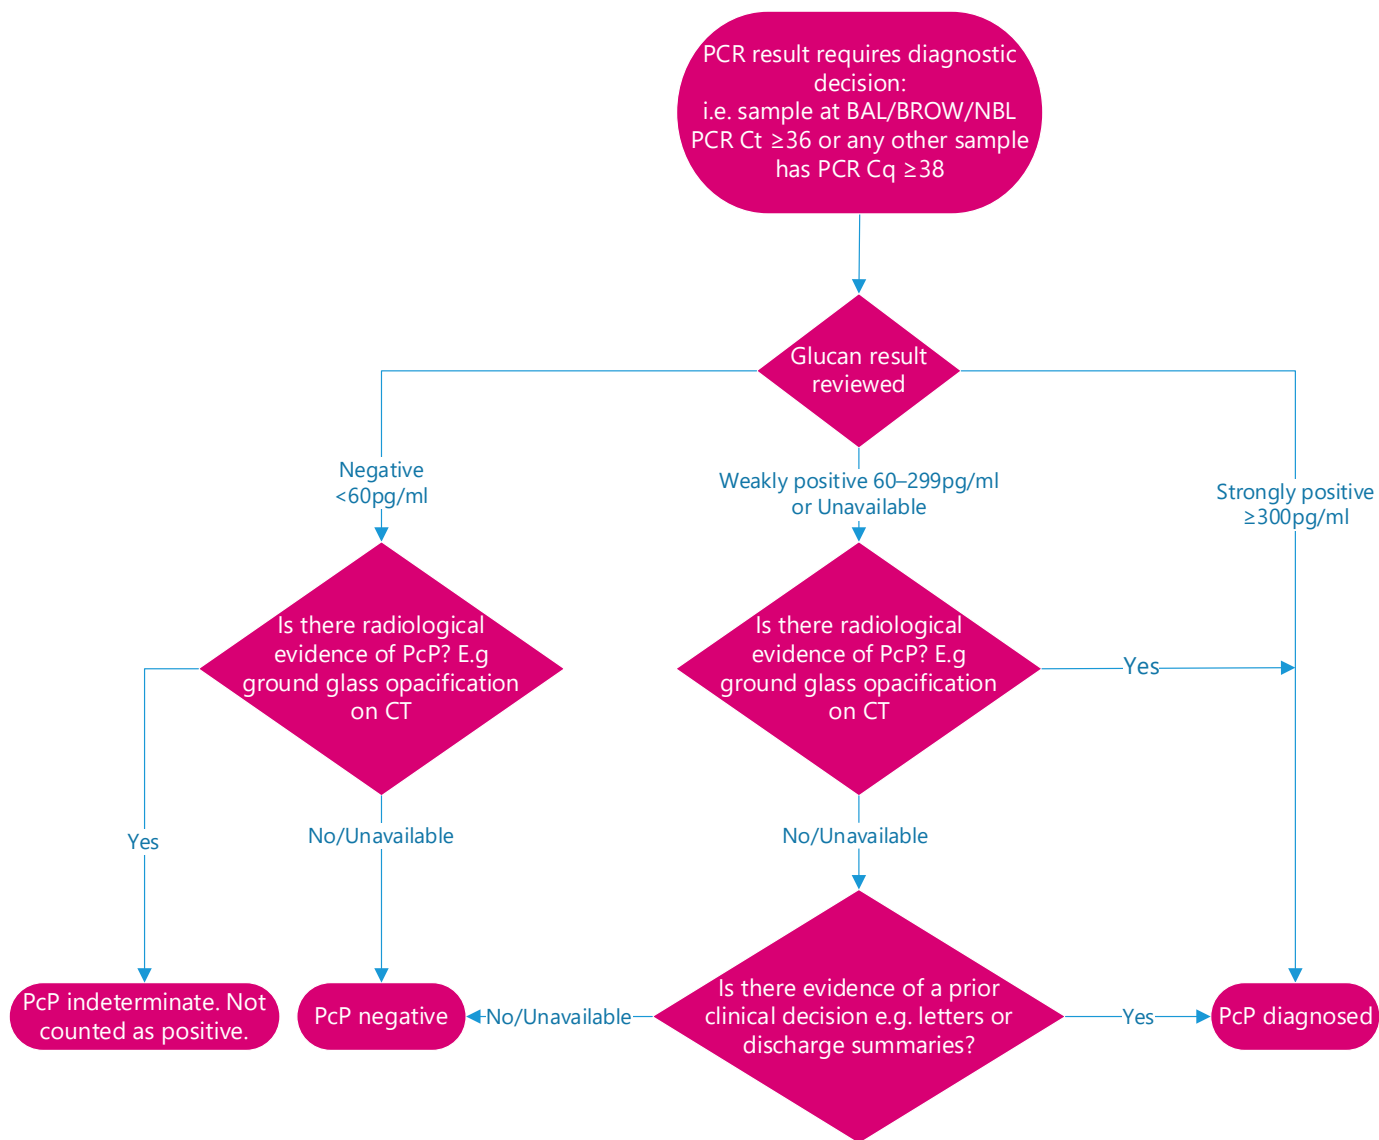 PCR result requires diagnostic
decision:
i.e. sample at BAL/BROW/NBL
PCR Ct ≥36 or any other sample
has PCR Cq ≥38
Glucan result
reviewed
Negative
<60pg/ml
Weakly positive 60–299pg/ml
or Unavailable
Strongly positive
≥300pg/ml
Is there radiological
evidence of PcP? E.g
ground glass opacification
on CT
Is there radiological
evidence of PcP? E.g
ground glass opacification
on CT
Yes
Yes
No/Unavailable
No/Unavailable
PcP indeterminate. Not
counted as positive.
PcP negative
No/Unavailable
Is there evidence of a prior
clinical decision e.g. letters or
discharge summaries?
Yes
PcP diagnosed